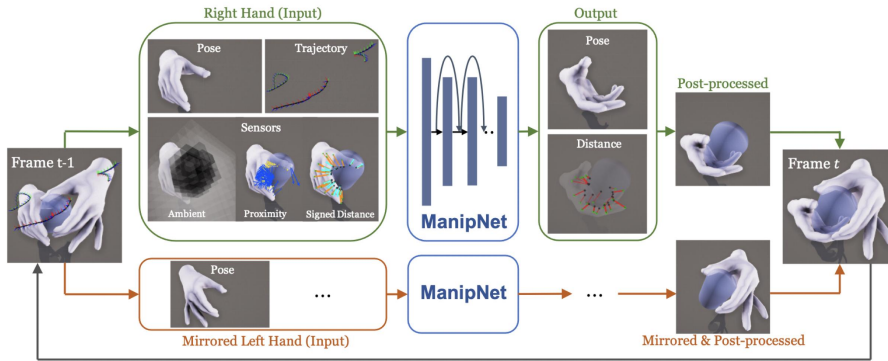 Right Hand (Input)
Output
Pose
Trajectory
Pose
Sensors
Post-processed
Distance
Frame t-1
Frame t
Ambient
Proximity
Signed Distance
ManipNet
Pose
...
ManipNet
...
Mirrored Left Hand (Input)
Mirrored & Post-processed